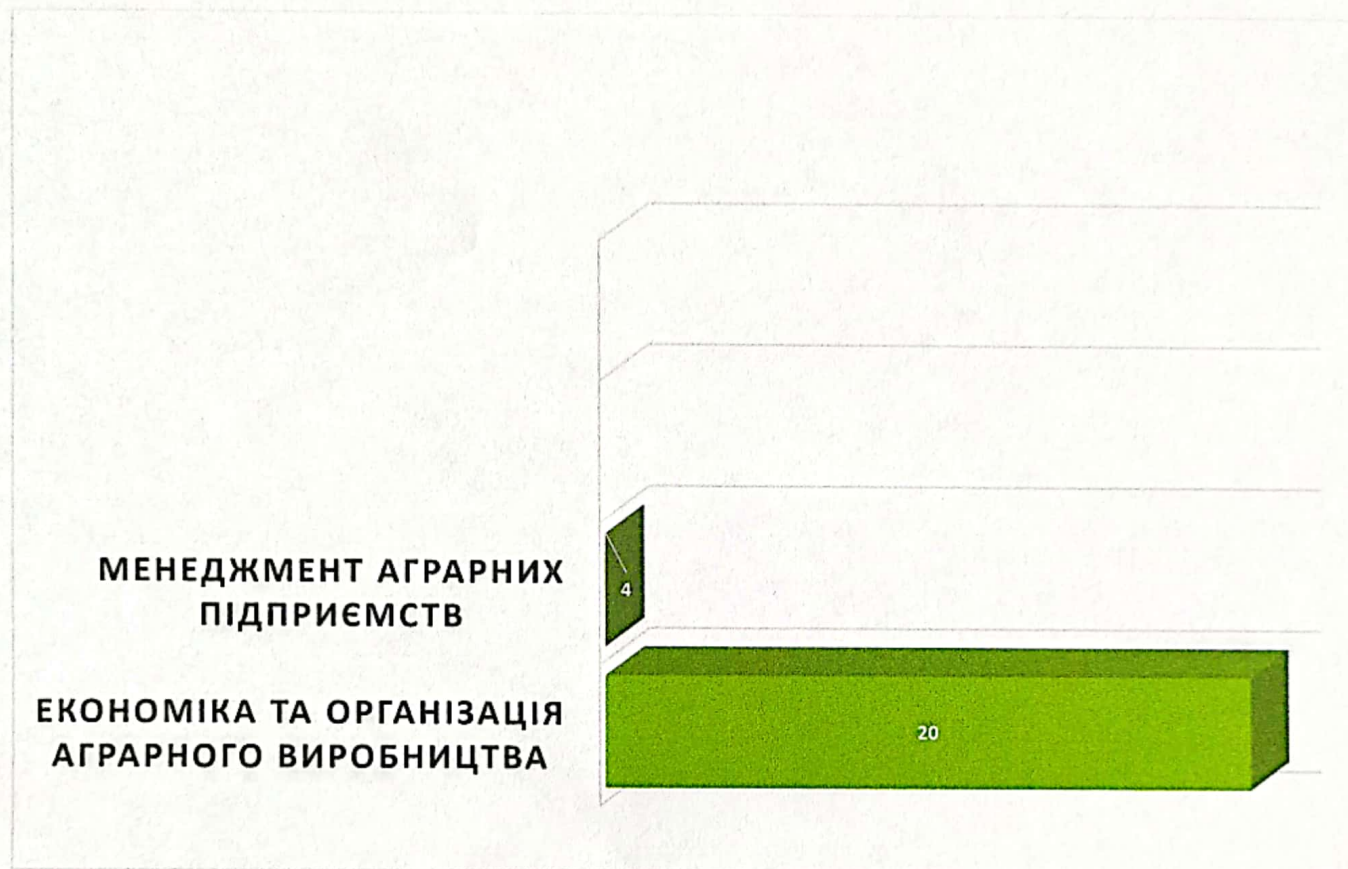 МЕНЕДЖМЕНТ АГРАРНИХ
ПІДПРИЄМСТВ
4
ЕКОНОМІКА ТА ОРГАНІЗАЦІЯ
АГРАРНОГО ВИРОБНИЦТВА
20